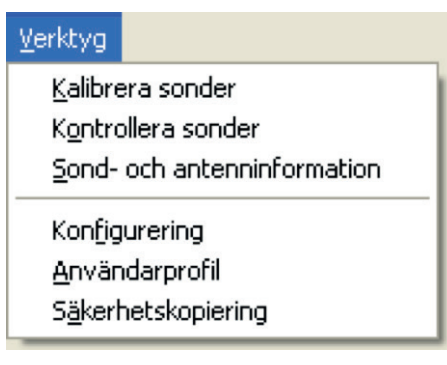 Verktyg
Kalibrera sonder
Kontrollera sonder
Sond- och antenninformation
Konfigurering
Användarprofil
Säkerhetskopiering